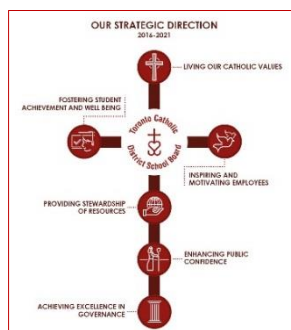 OUR STRATEGIC DIRECTION
2016-2021
LIVING OUR CATHOLIC VALUES
FOSTERING STUDENT
ACHIEVEMENT AND WELL BEING
Toronto Catholic
District School Board
INSPIRING AND
MOTIVATING EMPLOYEES
PROVIDING STEWARDSHIP
OF RESOURCES
ENHANCING PUBLIC
CONFIDENCE
ACHIEVING EXCELLENCE IN
GOVERNANCE